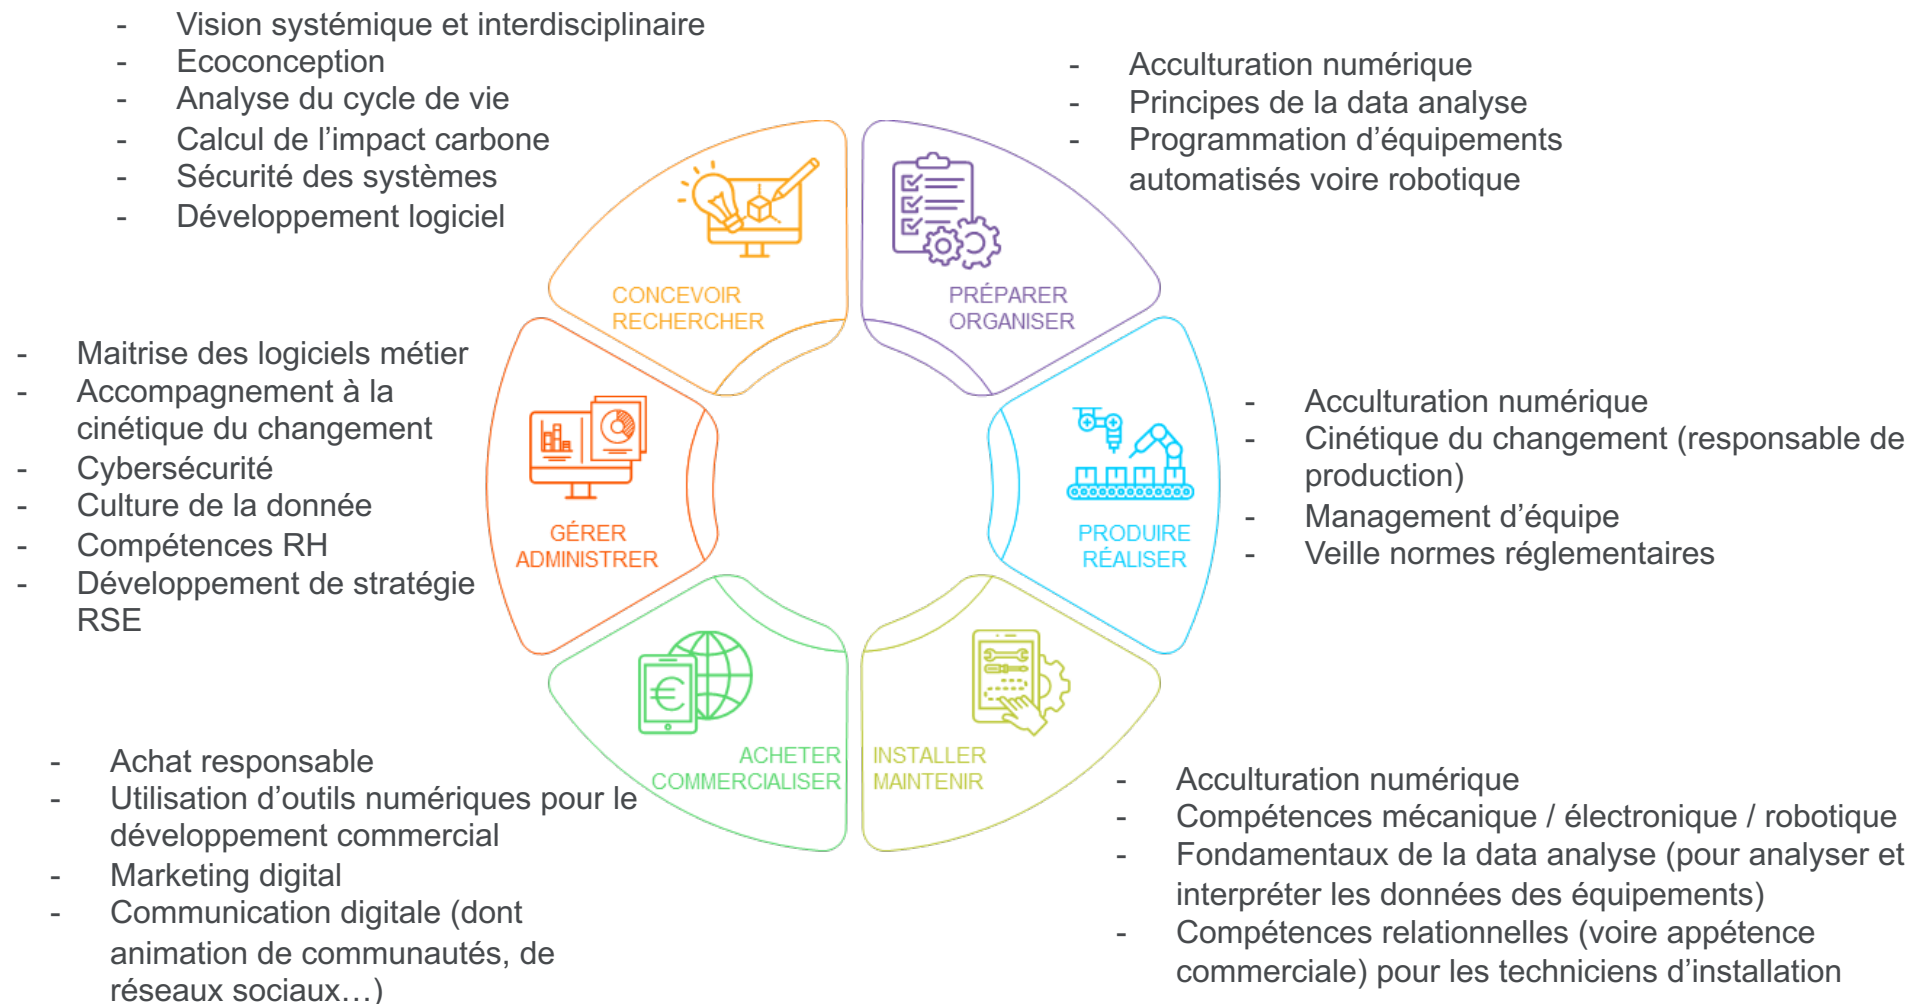 - Vision systémique et interdisciplinaire
- Ecoconception
- Analyse du cycle de vie
- Calcul de l’impact carbone
- Sécurité des systèmes
- Développement logiciel
- Acculturation numérique
- Principes de la data analyse
- Programmation d’équipements
automatisés voire robotique
CONCEVOIR
RECHERCHER
PRÉPARER
ORGANISER
- Maitrise des logiciels métier
- Accompagnement à la
cinétique du changement
- Cybersécurité
- Culture de la donnée
- Compétences RH
- Développement de stratégie
RSE
GÉRER
ADMINISTRER
PRODUIRE
RÉALISER
- Acculturation numérique
- Cinétique du changement (responsable de
production)
- Management d’équipe
- Veille normes réglementaires
- Achat responsable
- Utilisation d’outils numériques pour le
développement commercial
- Marketing digital
- Communication digitale (dont
animation de communautés, de
réseaux sociaux…)
ACHETER
COMMERCIALISER
INSTALLER
MAINTENIR
- Acculturation numérique
- Compétences mécanique / électronique / robotique
- Fondamentaux de la data analyse (pour analyser et
interpréter les données des équipements)
- Compétences relationnelles (voire appétence
commerciale) pour les techniciens d’installation